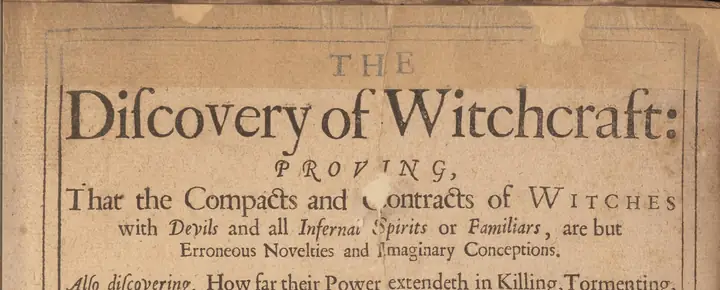 THE
Diſcovery of Witchcraft:
PROVING,
That the Compacts and Contracts of WITCHES
with Devils and all Infernal Spirits or Familiars, are but
Erroneous Novelties and Imaginary Conceptions.
Alſo diſcovering, How far their Power extendeth in Killing, Tormenting,